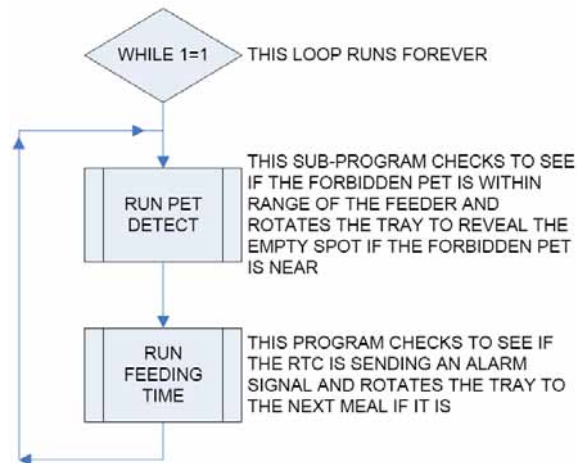 WHILE 1=1
THIS LOOP RUNS FOREVER
RUN PET
DETECT
THIS SUB-PROGRAM CHECKS TO SEE
IF THE FORBIDDEN PET IS WITHIN
RANGE OF THE FEEDER AND
ROTATES THE TRAY TO REVEAL THE
EMPTY SPOT IF THE FORBIDDEN PET
IS NEAR
RUN
FEEDING
TIME
THIS PROGRAM CHECKS TO SEE IF
THE RTC IS SENDING AN ALARM
SIGNAL AND ROTATES THE TRAY TO
THE NEXT MEAL IF IT IS